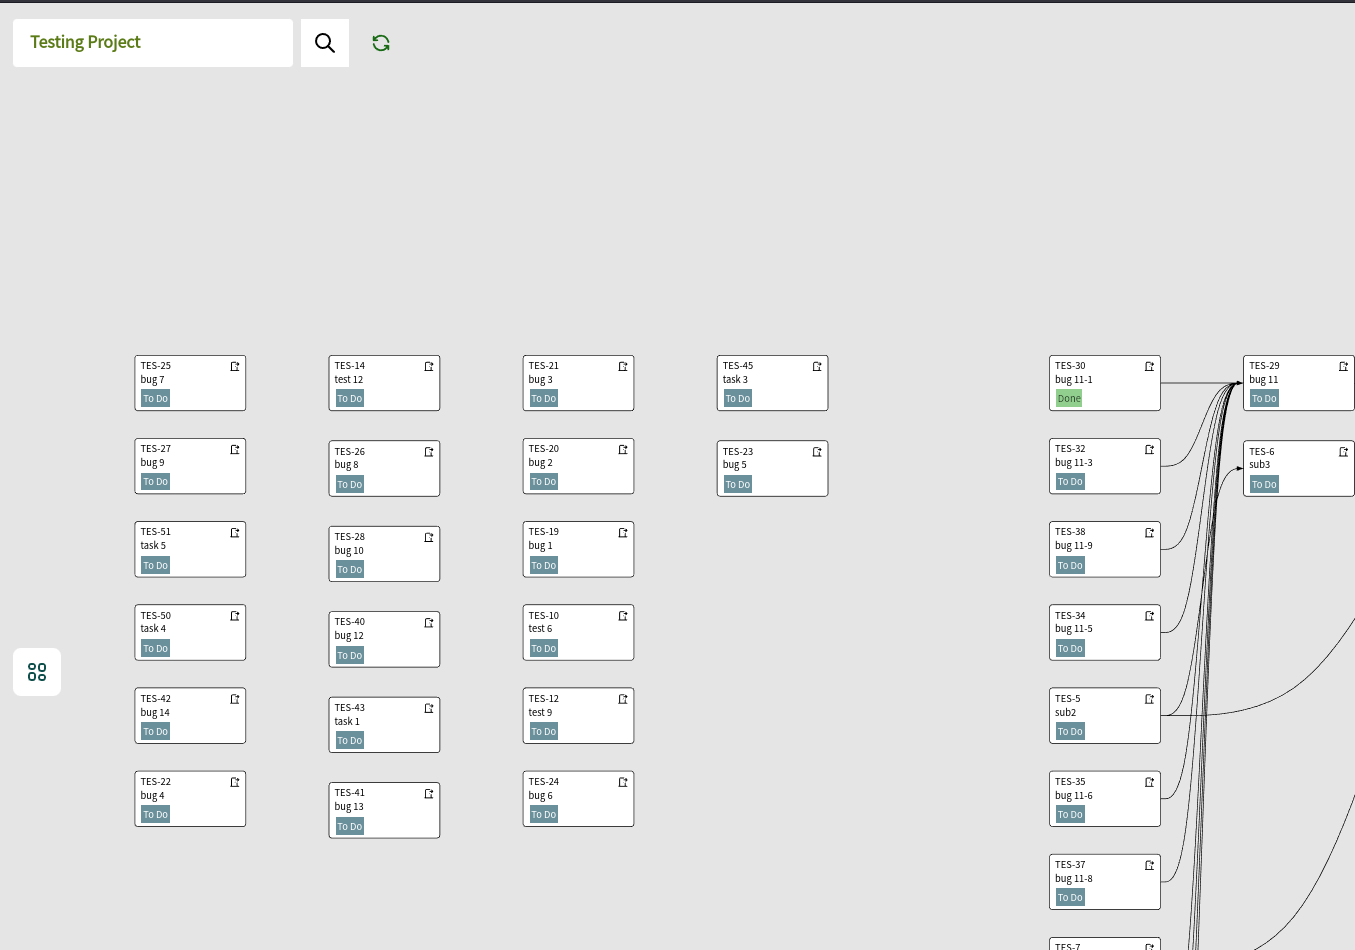 Testing Project
TES-25
bug 7
To Do
TES-27
bug 9
To Do
TES-51
task 5
To Do
TES-50
task 4
To Do
TES-42
bug 14
To Do
TES-22
bug 4
To Do
TES-14
test 12
To Do
TES-26
bug 8
To Do
TES-28
bug 10
To Do
TES-40
bug 12
To Do
TES-43
task 1
To Do
TES-41
bug 13
To Do
TES-21
bug 3
To Do
TES-20
bug 2
To Do
TES-19
bug 1
To Do
TES-10
test 6
To Do
TES-12
test 9
To Do
TES-24
bug 6
To Do
TES-45
task 3
To Do
TES-23
bug 5
To Do
TES-30
bug 11-1
Done
TES-32
bug 11-3
To Do
TES-38
bug 11-9
To Do
TES-34
bug 11-5
To Do
TES-5
sub2
To Do
TES-35
bug 11-6
To Do
TES-37
bug 11-8
To Do
TES-7
TES-29
bug 11
To Do
TES-6
sub3
To Do